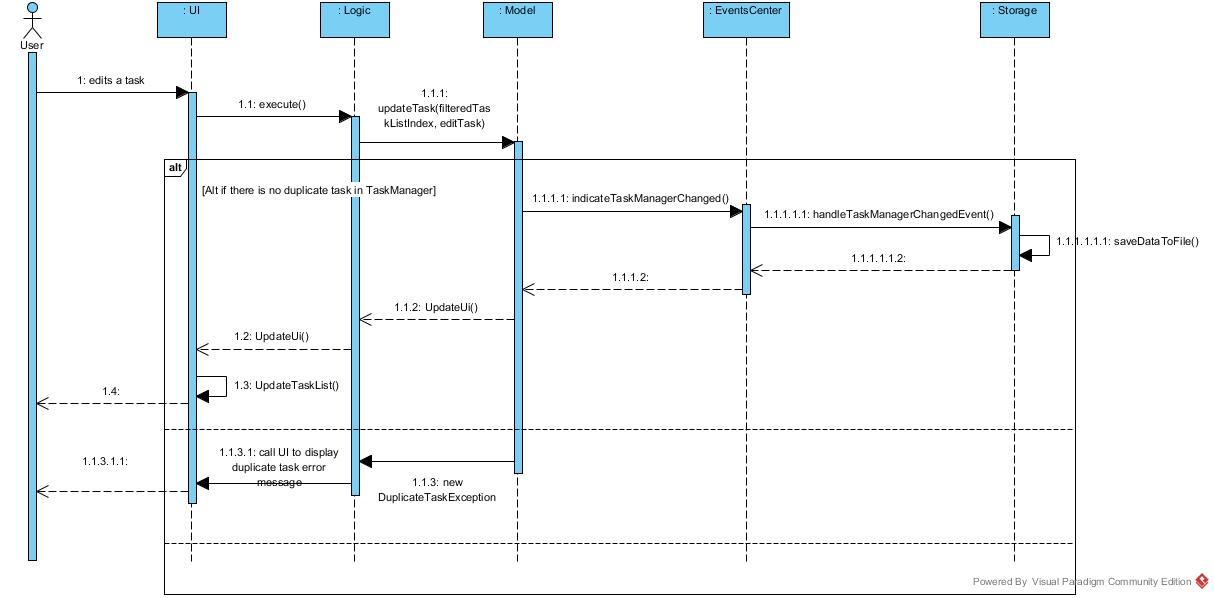 : UI
: Logic
: Model
: EventsCenter
: Storage
User
1: edits a task
1.1: execute()
1.1.1:
updateTask(filteredTas
kListIndex, editTask)
alt
[Alt if there is no duplicate task in TaskManager]
1.1.1.1: indicateTaskManagerChanged()
1.1.1.1.1: handleTaskManagerChangedEvent()
1.1.1.1.1.1: saveDataToFile()
1.1.1.1.1.2:
1.1.1.2:
1.1.2: UpdateUi()
1.2: UpdateUi()
1.3: UpdateTaskList()
1.4:
1.1.3.1: call UI to display
duplicate task error
message
1.1.3.1.1:
1.1.3: new
DuplicateTaskException
Powered By Visual Paradigm Community Edition